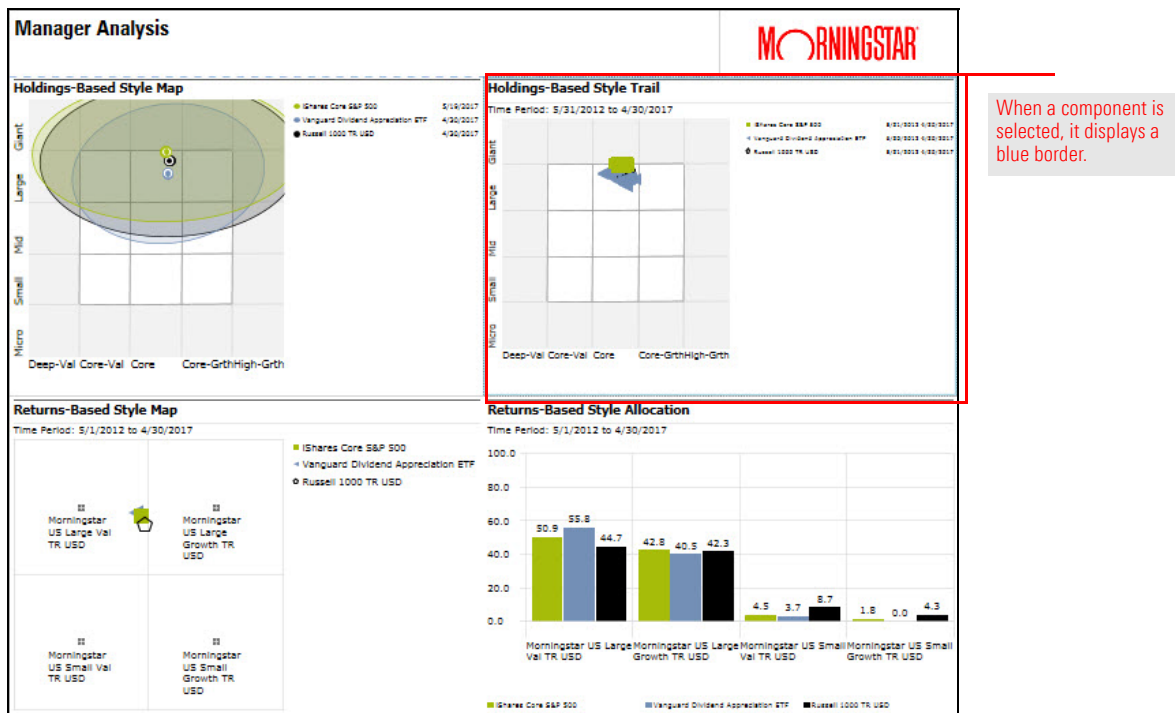 Manager Analysis
MORNINGSTAR
Holdings-Based Style Map
iShares Core S&P 500 5/19/2017
Vanguard Dividend Appreciation ETF 4/30/2017
Russell 1000 TR USD 4/30/2017
Giant
Large
Mid
Small
Micro
Deep-Val Core-Val Core Core-Grth High-Grth
Holdings-Based Style Trail
Time Period: 5/31/2012 to 4/30/2017
iShares Core S&P 500
Vanguard Dividend Appreciation ETF
Russell 1000 TR USD
Giant
Large
Mid
Small
Micro
Deep-Val Core-Val Core Core-Grth High-Grth
When a component is
selected, it displays a
blue border.
Returns-Based Style Map
Time Period: 5/1/2012 to 4/30/2017
iShares Core S&P 500
Vanguard Dividend Appreciation ETF
Russell 1000 TR USD
Morningstar
US Large Val
TR USD
Morningstar
US Large
Growth TR
USD
Morningstar
US Small Val
TR USD
Morningstar
US Small
Growth TR
USD
Returns-Based Style Allocation
Time Period: 5/1/2012 to 4/30/2017
100.0
80.0
60.0
40.0
20.0
0.0
50.9 55.8 44.7 42.8 40.5 42.3 4.5 3.7 8.7 1.8 0.0 4.3
Morningstar US Large Val TR USD
Morningstar US Large Growth TR USD
Morningstar US Small Val TR USD
Morningstar US Small Growth TR USD
iShares Core S&P 500 Vanguard Dividend Appreciation ETF Russell 1000 TR USD